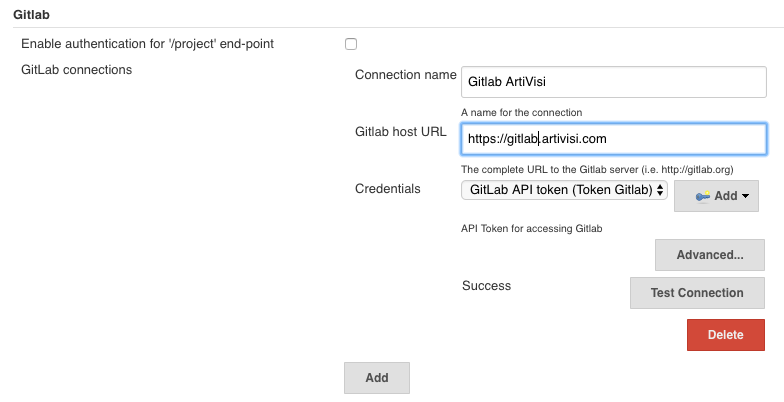 Gitlab
Enable authentication for '/project' end-point
GitLab connections
Connection name
Gitlab ArtiVisi
A name for the connection
Gitlab host URL
https://gitlab.artivisi.com
The complete URL to the Gitlab server (i.e. http://gitlab.org)
Credentials
GitLab API token (Token Gitlab)
Add
API Token for accessing Gitlab
Advanced...
Success
Test Connection
Delete
Add